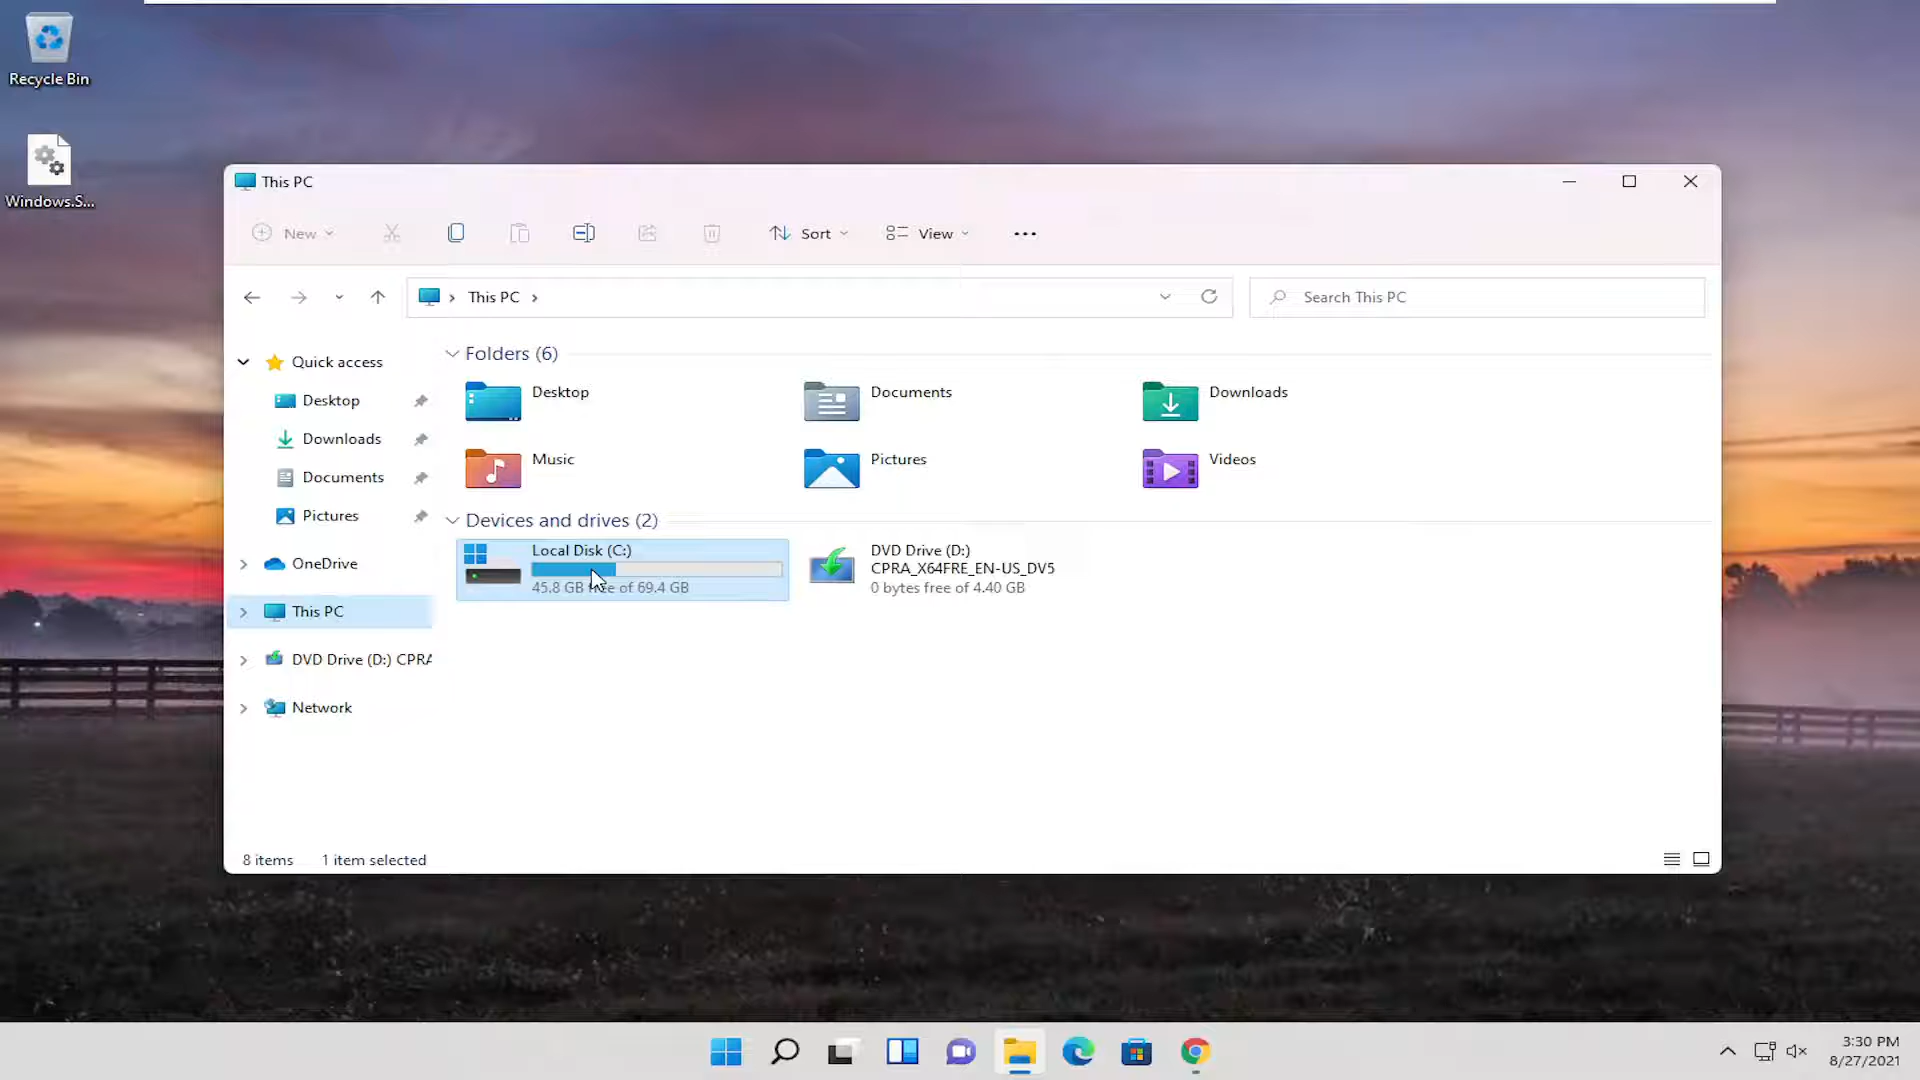 Recycle Bin
Windows.S...
This PC
New
Sort
View
This PC
Search This PC
Quick access
Desktop
Downloads
Documents
Pictures
OneDrive
This PC
DVD Drive (D:) CPRA
Network
Folders (6)
Desktop
Documents
Downloads
Music
Pictures
Videos
Devices and drives (2)
Local Disk (C:)
45.8 GB free of 69.4 GB
DVD Drive (D:)
CPRA_X64FRE_EN-US_DV5
0 bytes free of 4.40 GB
8 items
1 item selected
3:30 PM
8/27/2021